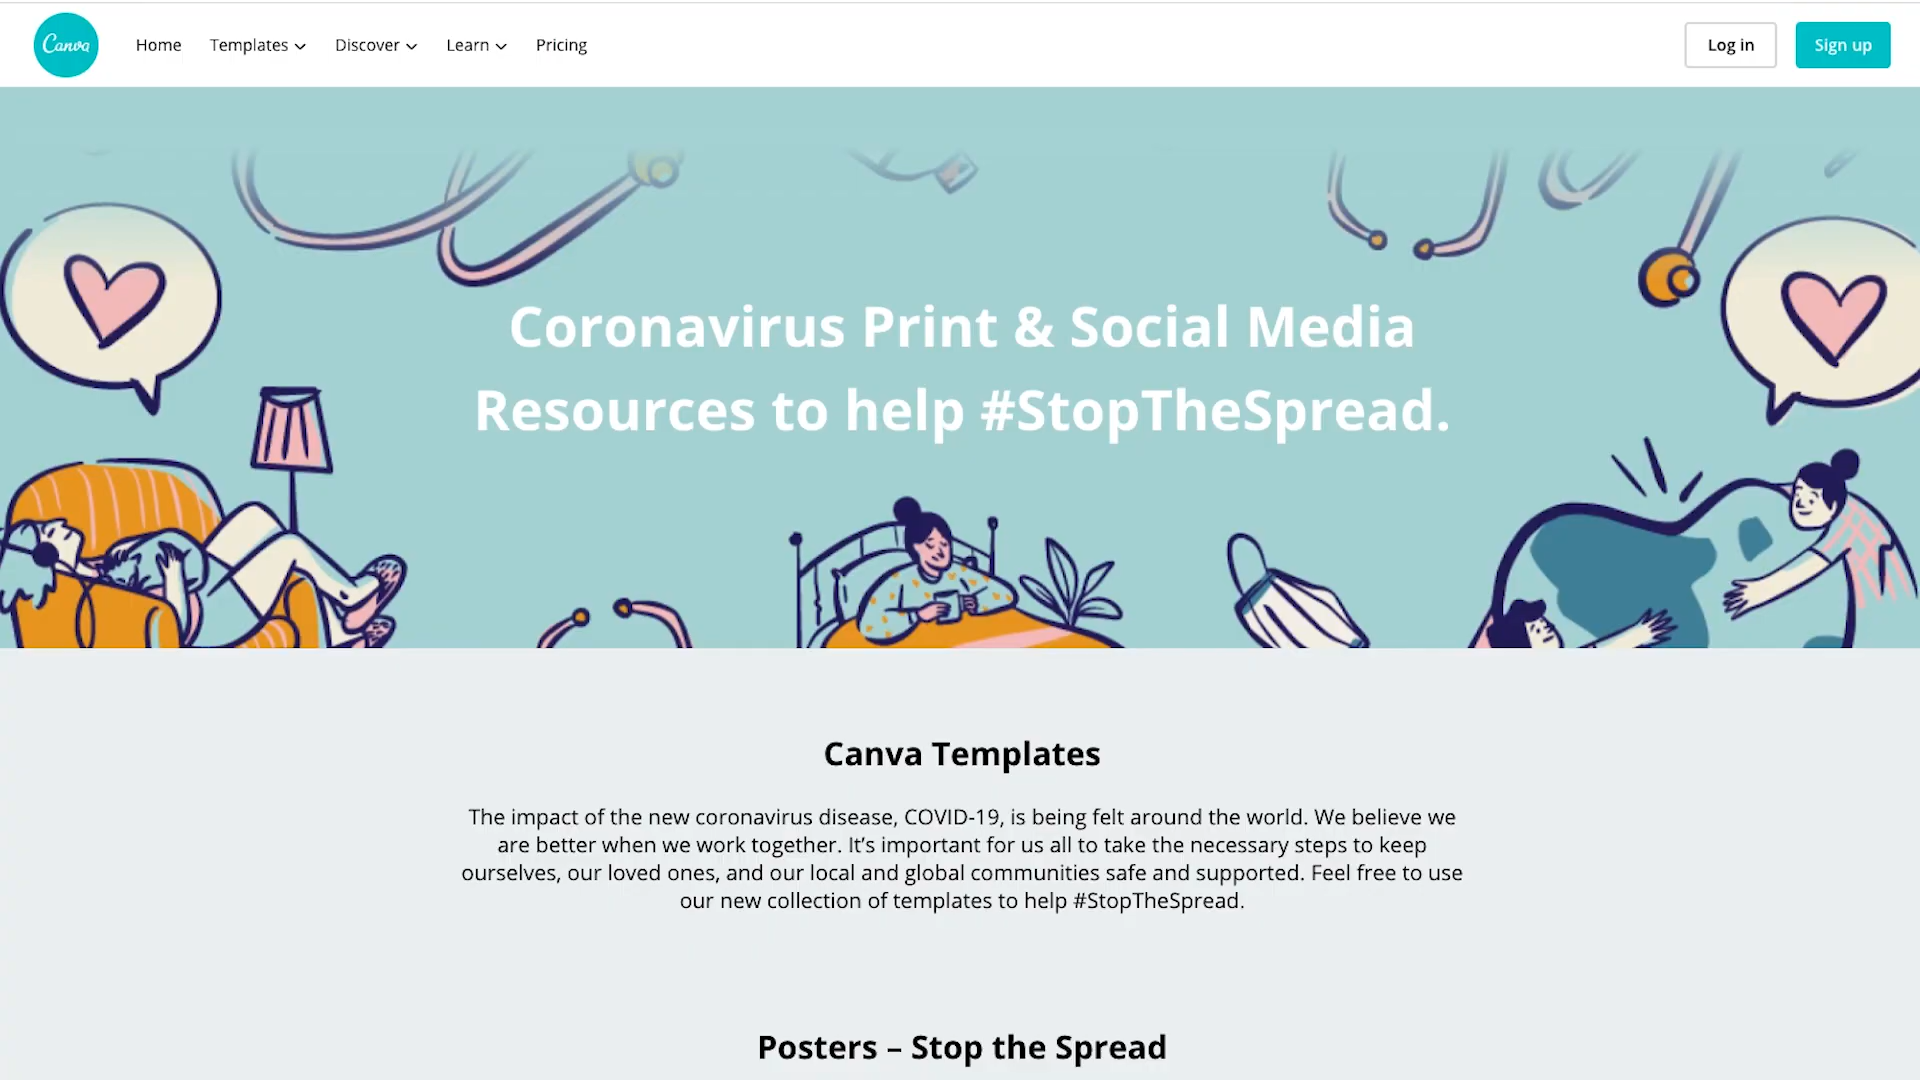 Canva
Home
Templates
Discover
Learn
Pricing
Log in
Sign up
Coronavirus Print & Social Media
Resources to help #StopTheSpread.
Canva Templates
The impact of the new coronavirus disease, COVID-19, is being felt around the world. We believe we
are better when we work together. It’s important for us all to take the necessary steps to keep
ourselves, our loved ones, and our local and global communities safe and supported. Feel free to use
our new collection of templates to help #StopTheSpread.
Posters – Stop the Spread